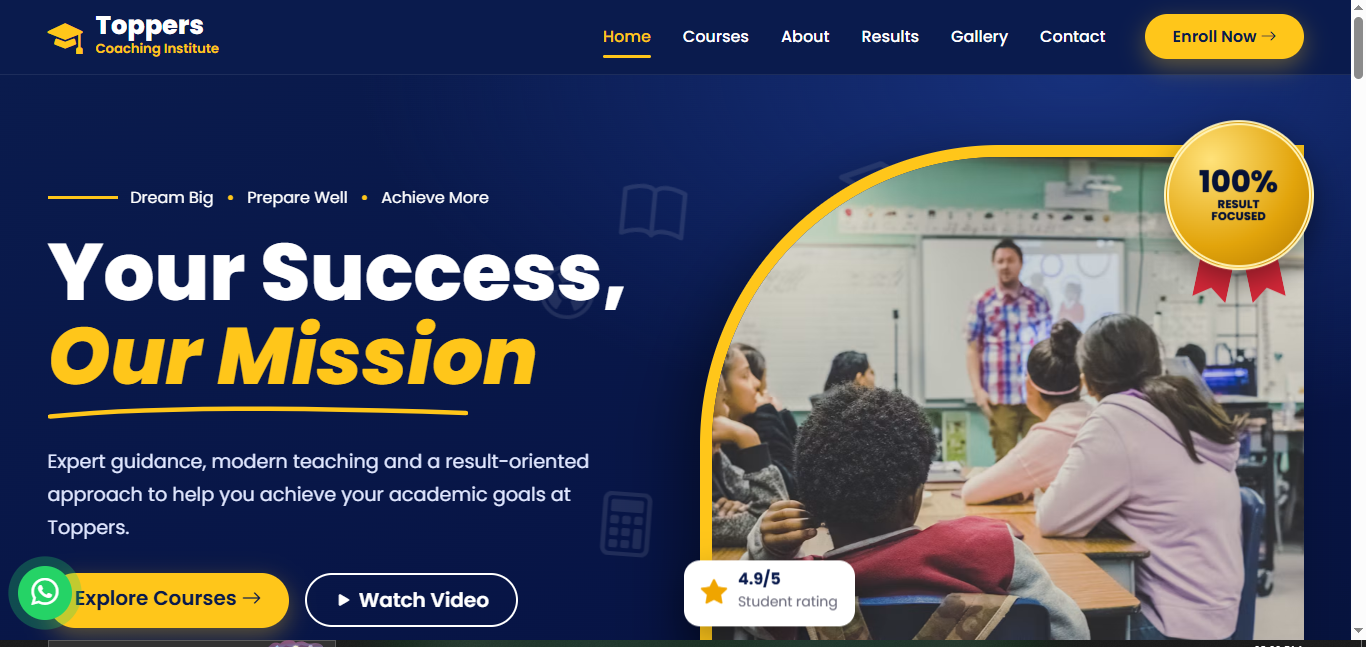 Toppers
Coaching Institute
Home
Courses
About
Results
Gallery
Contact
Enroll Now →
100%
RESULT
FOCUSED
Dream Big • Prepare Well • Achieve More
Your Success,
Our Mission
Expert guidance, modern teaching and a result-oriented
approach to help you achieve your academic goals at
Toppers.
Explore Courses →
Watch Video
4.9/5
Student rating